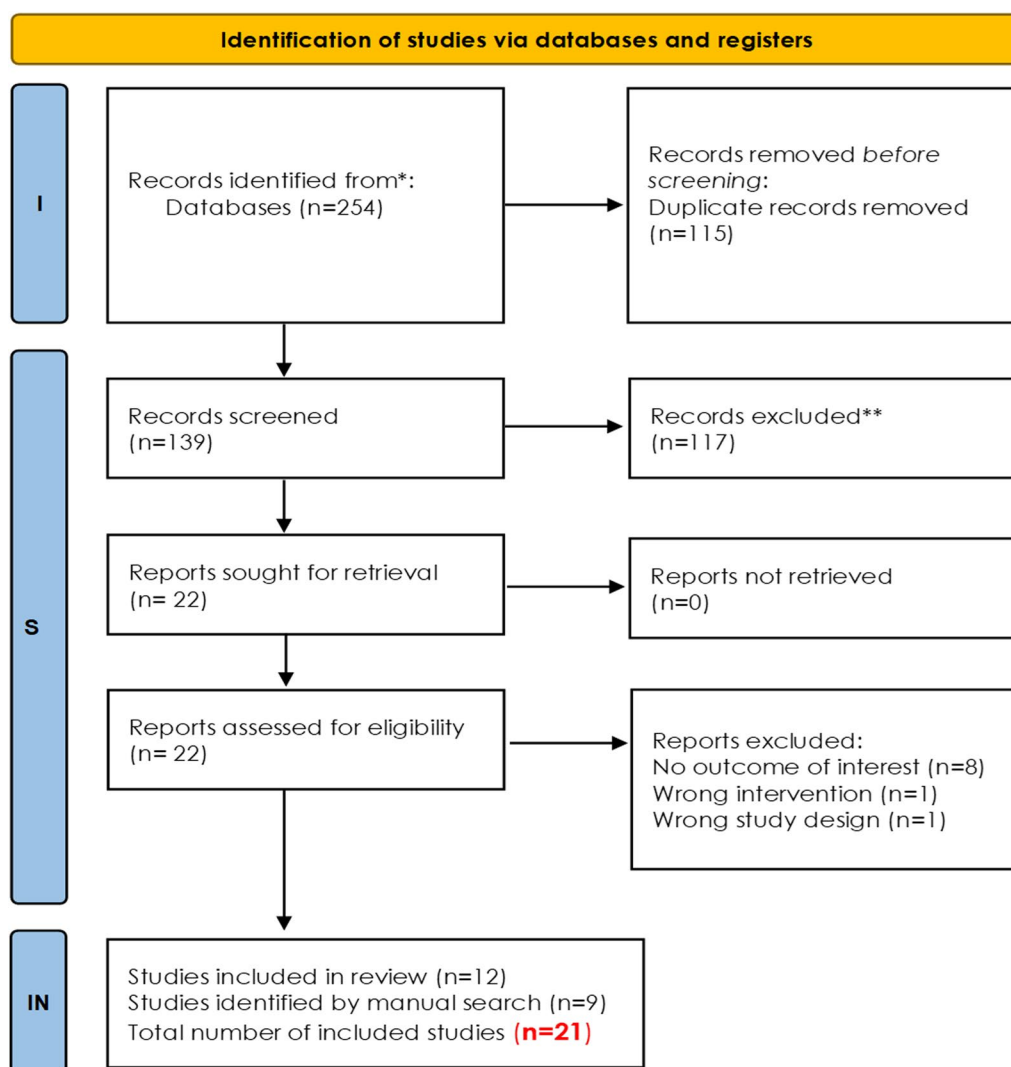 Identification of studies via databases and registers
I
Records identified from*:
Databases (n=254)
Records removed before
screening:
Duplicate records removed
(n=115)
S
Records screened
(n=139)
Records excluded**
(n=117)
Reports sought for retrieval
(n= 22)
Reports not retrieved
(n=0)
Reports assessed for eligibility
(n= 22)
Reports excluded:
No outcome of interest (n=8)
Wrong intervention (n=1)
Wrong study design (n=1)
IN
Studies included in review (n=12)
Studies identified by manual search (n=9)
Total number of included studies (n=21)